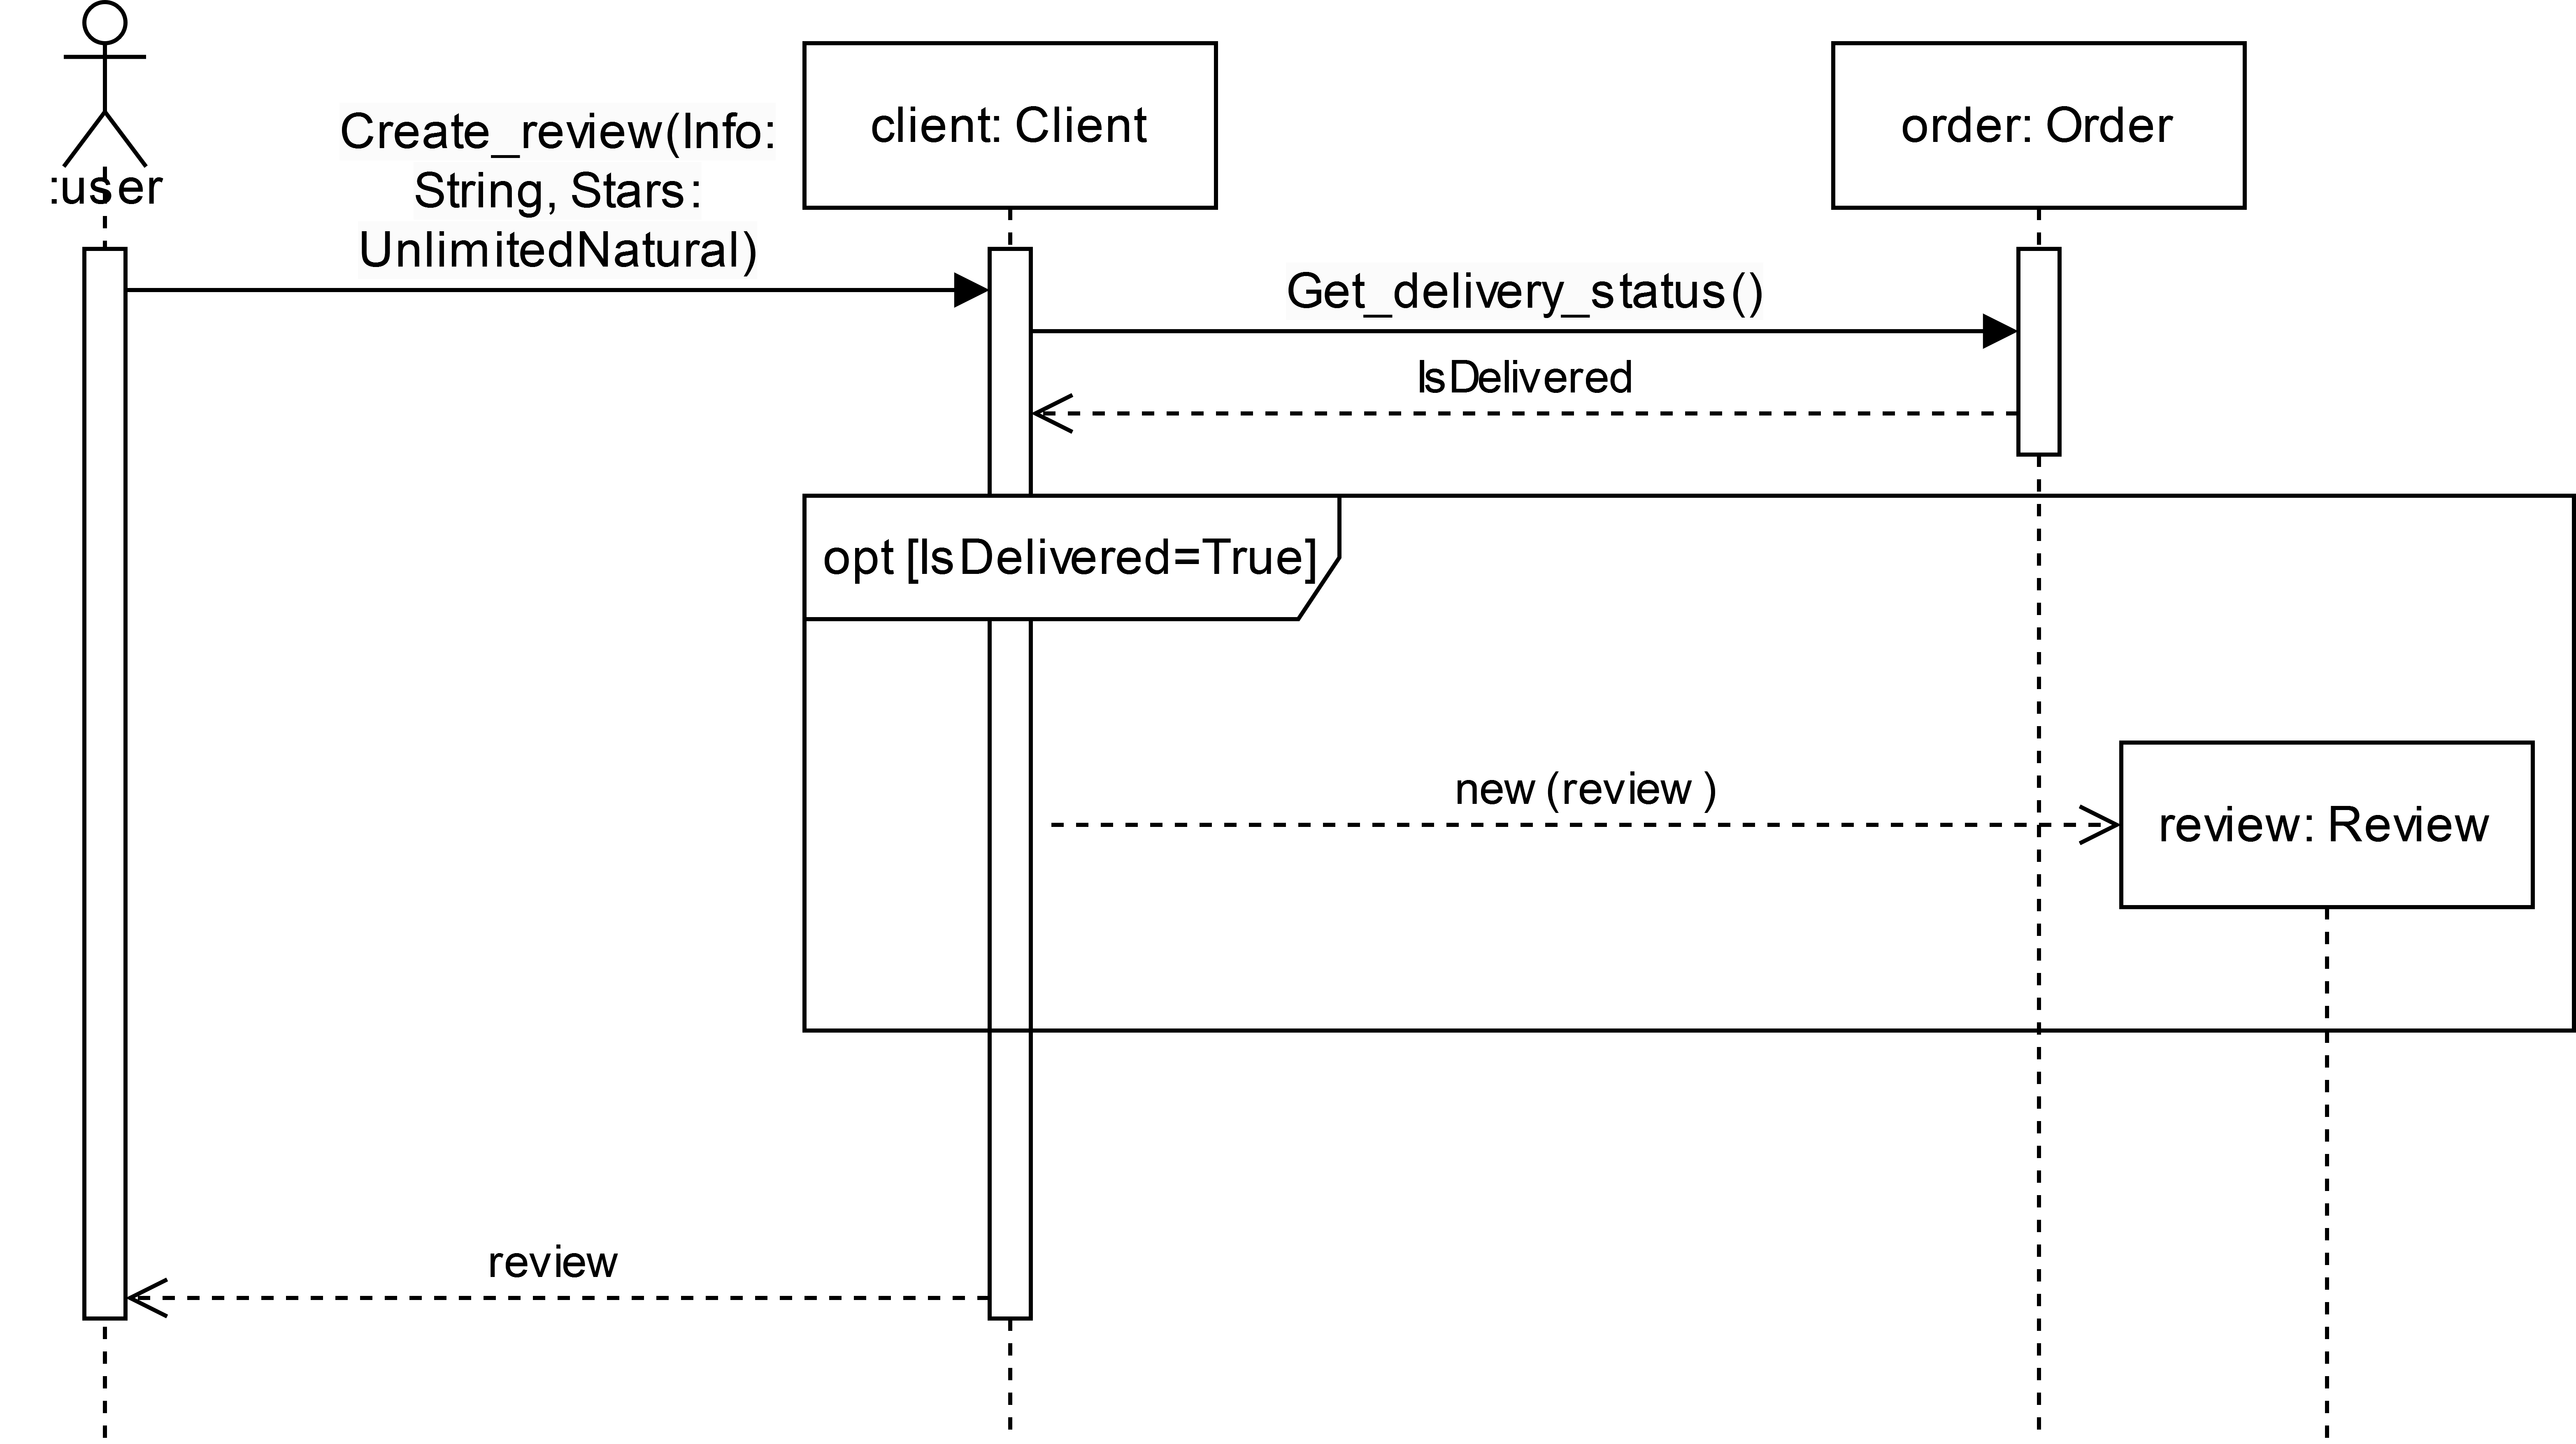 :user
Create_review(Info:
String, Stars:
UnlimitedNatural)
client: Client
order: Order
Get_delivery_status()
IsDelivered
opt [IsDelivered=True]
new (review )
review: Review
review